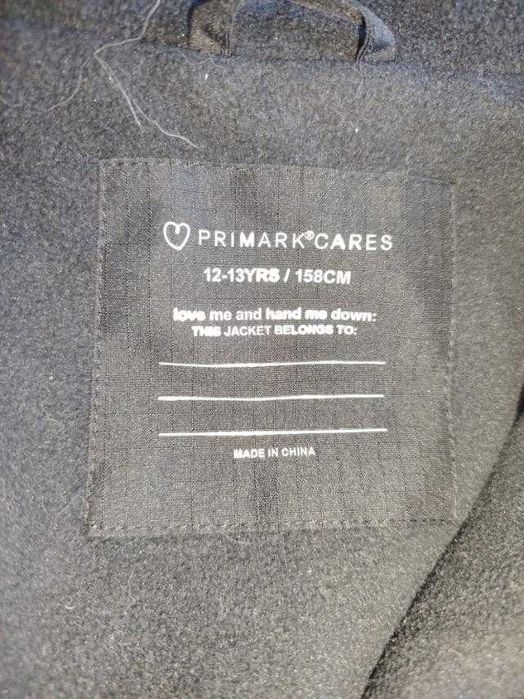 PRIMARK®CARES
12-13YRS / 158CM
love me and hand me down:
THIS JACKET BELONGS TO:
MADE IN CHINA